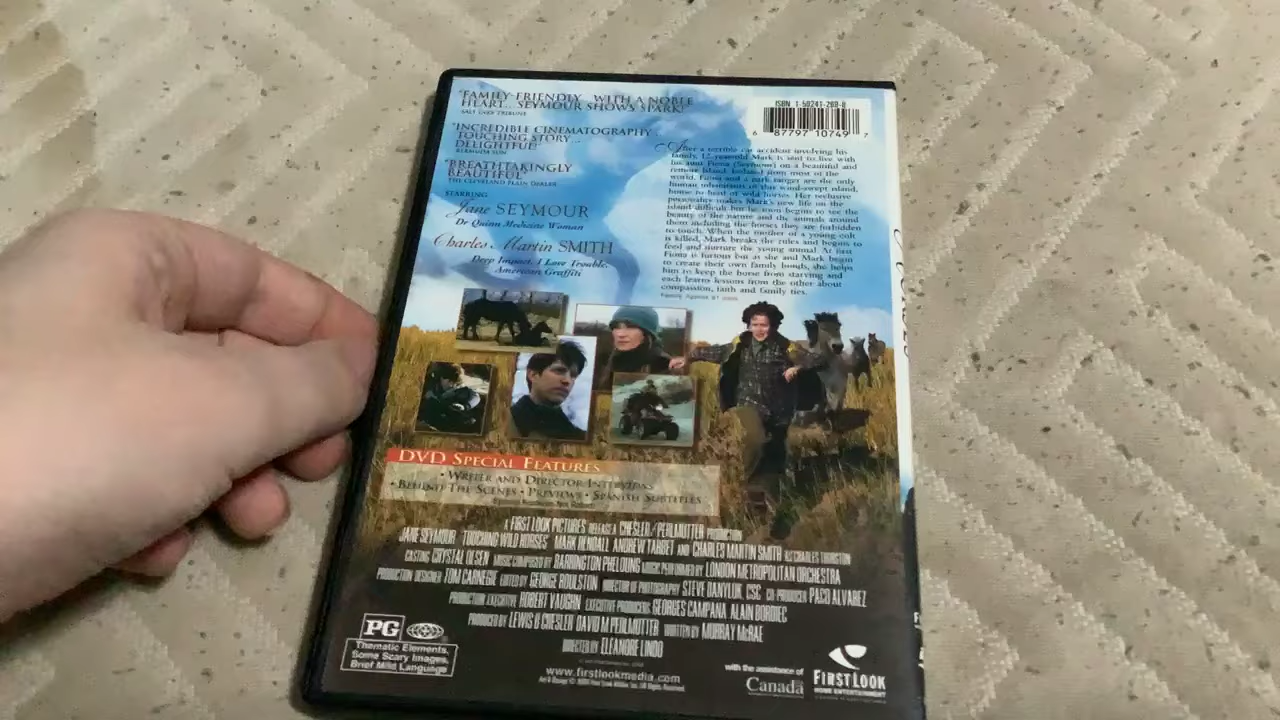 "FAMILY-FRIENDLY... WITH A NOBLE
HEART... SEYMOUR SHOWS SPARK!"
SALT LAKE TRIBUNE
"INCREDIBLE CINEMATOGRAPHY
TOUCHING STORY...
DELIGHTFUL!"
BERMUDA SUN
"BREATHTAKINGLY
BEAUTIFUL"
THE CLEVELAND PLAIN DEALER
STARRING
Jane SEYMOUR
Dr Quinn Medicine Woman
Charles Martin SMITH
Deep Impact, I Love Trouble,
American Graffiti
ISBN 1-59241-269-8
6 87797 10749 7
After a terrible car accident involving his
family, 12-year-old Mark is sent to live with
his aunt Fiona (Seymour) on a beautiful and
remote island. Isolated from most of the
world, Fiona and a park ranger are the only
human inhabitants of this wind-swept island,
home to herd of wild horses. Her reclusive
personality makes Mark's new life on the
island difficult but he soon begins to see the
beauty of the nature and the animals around
them including the horses they are forbidden
to touch. When the mother of a young colt
is killed, Mark breaks the rules and begins to
feed and nurture the young animal. At first
Fiona is furious but as she and Mark begin
to create their own family bonds, she helps
him to keep the horse from starving and
each learns lessons from the other about
compassion, faith and family ties.
DVD SPECIAL FEATURES
• WRITER AND DIRECTOR INTERVIEWS
• BEHIND THE SCENES • PREVIEWS • SPANISH SUBTITLES
A FIRST LOOK PICTURES RELEASE A CHESLER/PERLMUTTER PRODUCTION
JANE SEYMOUR "TOUCHING WILD HORSES" MARK RENDALL ANDREW TARBET AND CHARLES MARTIN SMITH AS CHARLES THURSTON
CASTING CRYSTAL OLSEN MUSIC COMPOSED BY BARRINGTON PHELOUNG MUSIC PERFORMED BY LONDON METROPOLITAN ORCHESTRA
PRODUCTION DESIGNER TOM CARNEGIE EDITED BY GEORGE ROULSTON DIRECTOR OF PHOTOGRAPHY STEVE DANYLUK, CSC CO-PRODUCER PACO ALVAREZ
PRODUCTION EXECUTIVE ROBERT VAUGHN EXECUTIVE PRODUCERS GEORGES CAMPANA ALAIN BORDIEC
PRODUCED BY LEWIS B CHESLER DAVID M PERLMUTTER WRITTEN BY MURRAY McRAE
DIRECTED BY ELEANORE LINDO
PG
Thematic Elements,
Some Scary Images,
Brief Mild Language
www.firstlookmedia.com
with the assistance of
Canada
FIRST LOOK
HOME ENTERTAINMENT